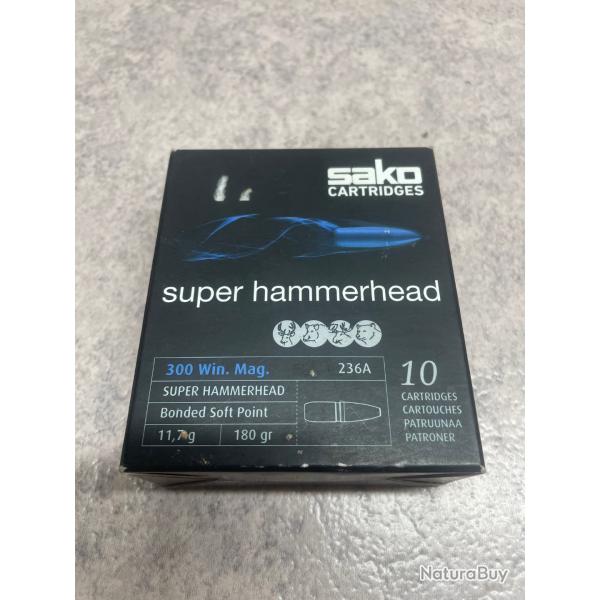 sako
CARTRIDGES
super hammerhead
300 Win. Mag. 236A
SUPER HAMMERHEAD
Bonded Soft Point
11,7 g 180 gr
10
CARTRIDGES
CARTOUCHES
PATRUUNAA
PATRONER
NaturaBuy